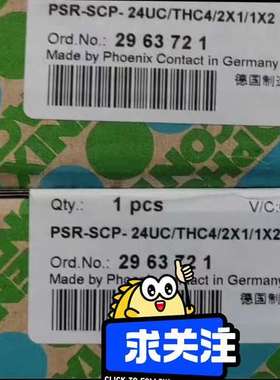 PSR-SCP- 24UC/THC4/2X1/1X2
Ord.No.: 29 63 72 1
Made by Phoenix Contact in Germany
德国制造
Qty.: 1 pcs
V/C:
PSR-SCP- 24UC/THC4/2X1/1X2
Ord.No.: 29 63 72 1
Made by Phoenix Contact in Germany
德国制
求关注